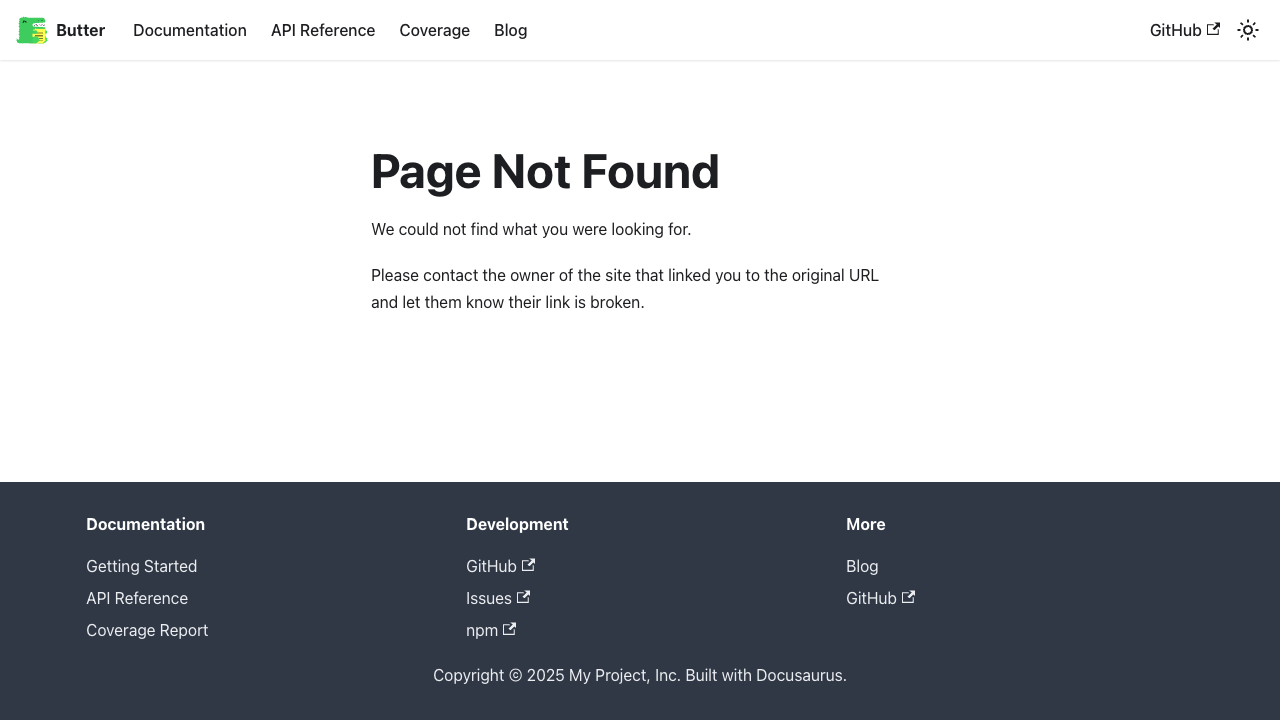 Butter
Documentation
API Reference
Coverage
Blog
GitHub
Page Not Found
We could not find what you were looking for.
Please contact the owner of the site that linked you to the original URL
and let them know their link is broken.
Documentation
Getting Started
API Reference
Coverage Report
Development
GitHub
Issues
npm
More
Blog
GitHub
Copyright © 2025 My Project, Inc. Built with Docusaurus.